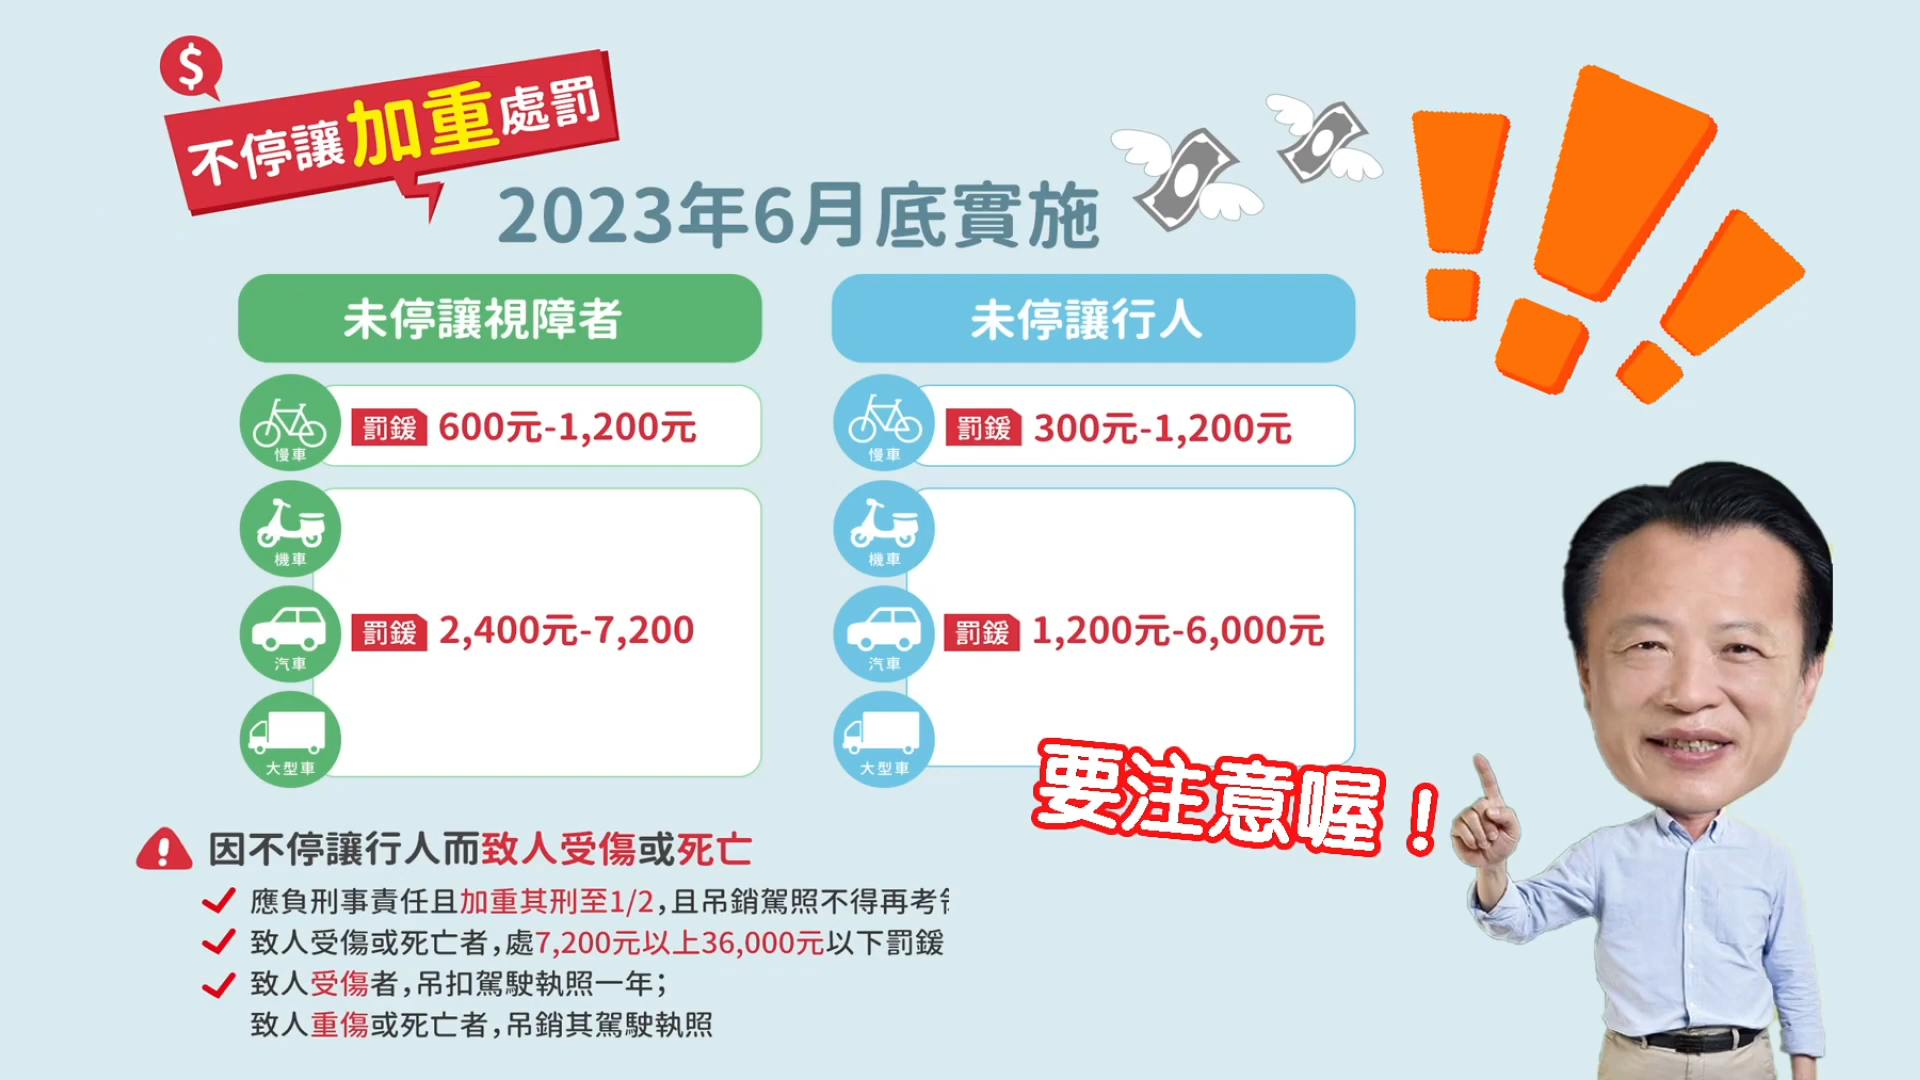 $
不停讓加重處罰
2023年6月底實施
未停讓視障者
慢車
罰鍰 600元-1,200元
機車
汽車
罰鍰 2,400元-7,200
大型車
未停讓行人
慢車
罰鍰 300元-1,200元
機車
汽車
罰鍰 1,200元-6,000元
大型車
要注意喔！
因不停讓行人而致人受傷或死亡
應負刑事責任且加重其刑至1/2，且吊銷駕照不得再考
致人受傷或死亡者，處7,200元以上36,000元以下罰鍰
致人受傷者，吊扣駕駛執照一年；
致人重傷或死亡者，吊銷其駕駛執照